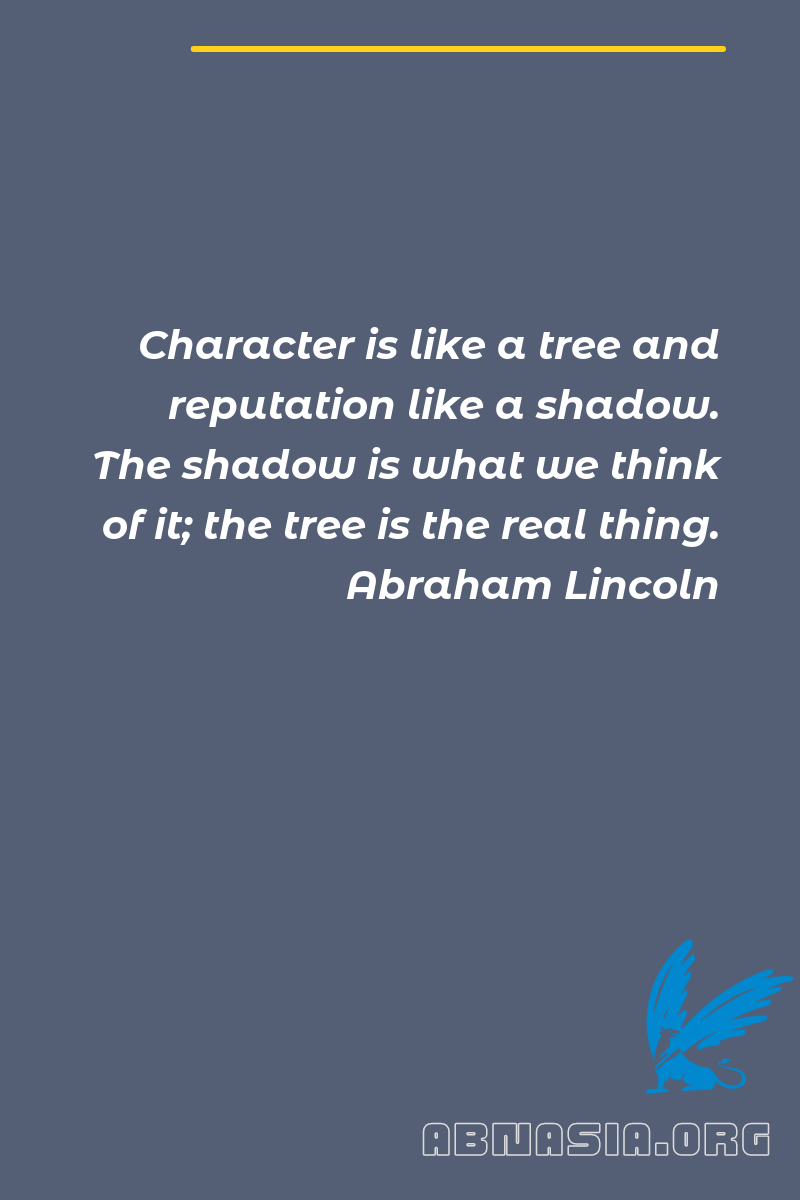 Character is like a tree and
reputation like a shadow.
The shadow is what we think
of it; the tree is the real thing.
Abraham Lincoln
ABNASIA.ORG